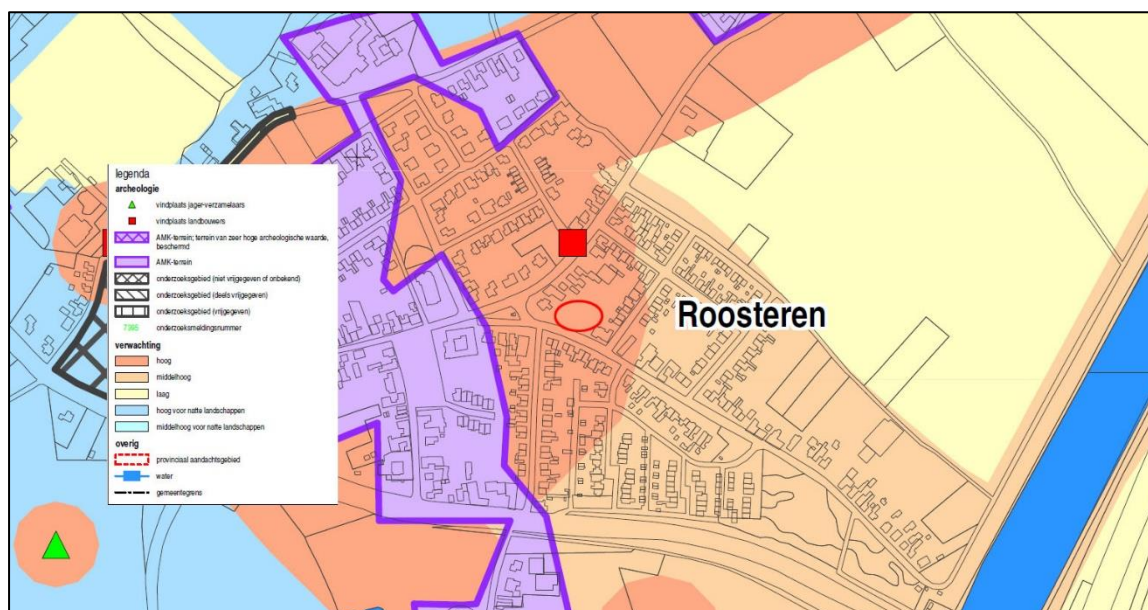 legenda
archeologie
vindplaats jager-verzamelaars
vindplaats landbouwers
AMK-terrein; terrein van zeer hoge archeologische waarde,
beschermd
AMK-terrein
onderzoeksgebied (niet vrijgegeven of onbekend)
onderzoeksgebied (deels vrijgegeven)
onderzoeksgebied (vrijgegeven)
7395 onderzoeksmeldingsnummer
verwachting
hoog
middelhoog
laag
hoog voor natte landschappen
middelhoog voor natte landschappen
overig
provinciaal aandachtsgebied
water
gemeentegrens
Roosteren